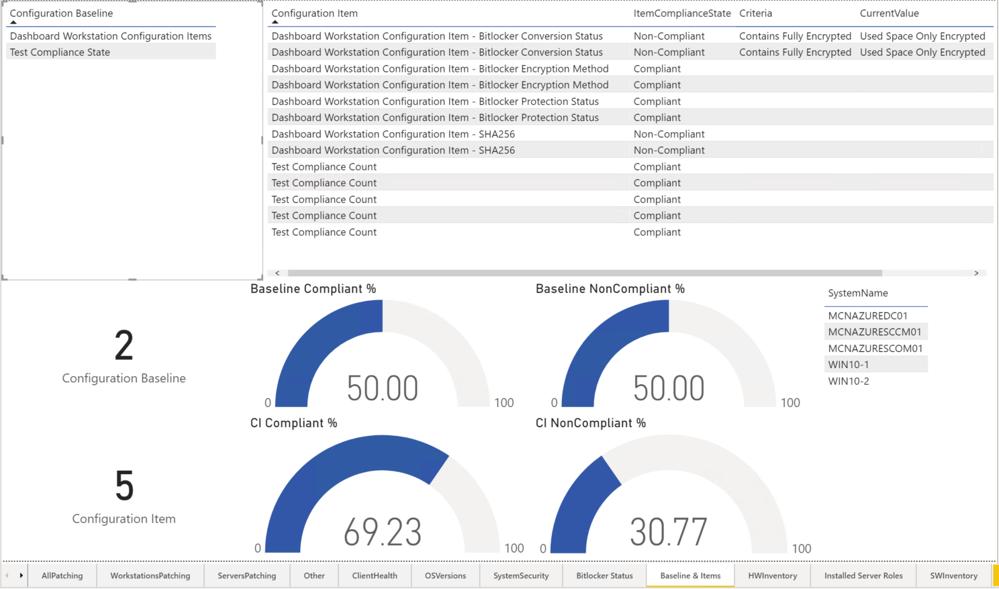 Configuration Baseline
Dashboard Workstation Configuration Items
Test Compliance State
Configuration Item ItemComplianceState Criteria CurrentValue
Dashboard Workstation Configuration Item - Bitlocker Conversion Status Non-Compliant Contains Fully Encrypted Used Space Only Encrypted
Dashboard Workstation Configuration Item - Bitlocker Conversion Status Non-Compliant Contains Fully Encrypted Used Space Only Encrypted
Dashboard Workstation Configuration Item - Bitlocker Encryption Method Compliant
Dashboard Workstation Configuration Item - Bitlocker Encryption Method Compliant
Dashboard Workstation Configuration Item - Bitlocker Protection Status Compliant
Dashboard Workstation Configuration Item - Bitlocker Protection Status Compliant
Dashboard Workstation Configuration Item - SHA256 Non-Compliant
Dashboard Workstation Configuration Item - SHA256 Non-Compliant
Test Compliance Count Compliant
Test Compliance Count Compliant
Test Compliance Count Compliant
Test Compliance Count Compliant
Test Compliance Count Compliant
2
Configuration Baseline
Baseline Compliant %
50.00
0 100
Baseline NonCompliant %
50.00
0 100
SystemName
MCNAZUREDC01
MCNAZURESCCM01
MCNAZURESCOM01
WIN10-1
WIN10-2
5
Configuration Item
CI Compliant %
69.23
0 100
CI NonCompliant %
30.77
0 100
AllPatching WorkstationsPatching ServersPatching Other ClientHealth OSVersions SystemSecurity Bitlocker Status Baseline & Items HWInventory Installed Server Roles SWInventory